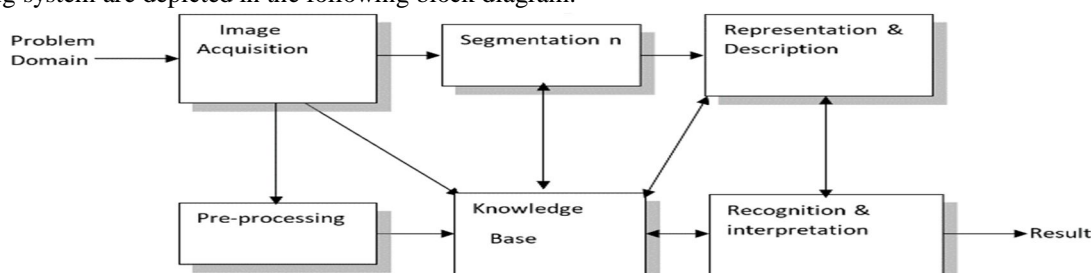 ng system are depicted in the following block diagram:
Problem
Domain
Image
Acquisition
Segmentation n
Representation &
Description
Pre-processing
Knowledge
Base
Recognition &
interpretation
Result